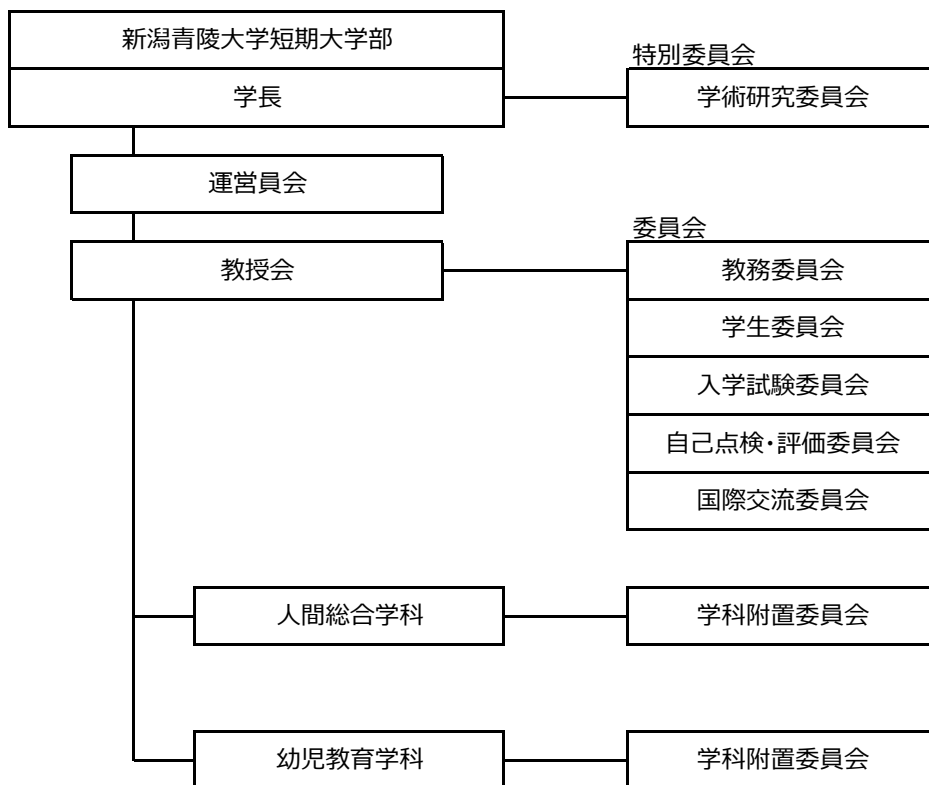 新潟青陵大学短期大学部
特別委員会
学長
学術研究委員会
運営員会
委員会
教授会
教務委員会
学生委員会
入学試験委員会
自己点検・評価委員会
国際交流委員会
人間総合学科
学科附置委員会
幼児教育学科
学科附置委員会